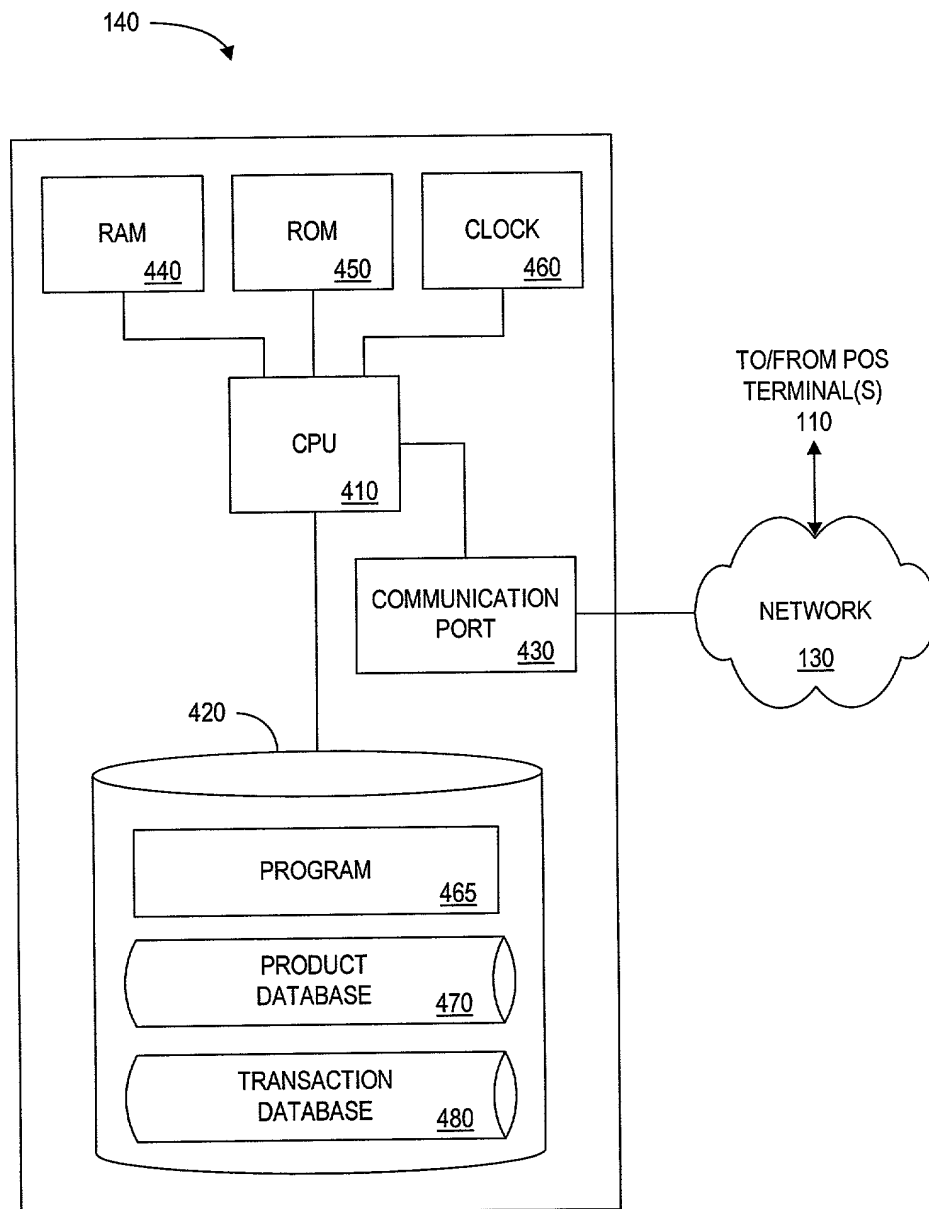 140
RAM
440
ROM
450
CLOCK
460
CPU
410
TO/FROM POS
TERMINAL(S)
110
COMMUNICATION
PORT
430
NETWORK
130
420
PROGRAM
465
PRODUCT
DATABASE
470
TRANSACTION
DATABASE
480